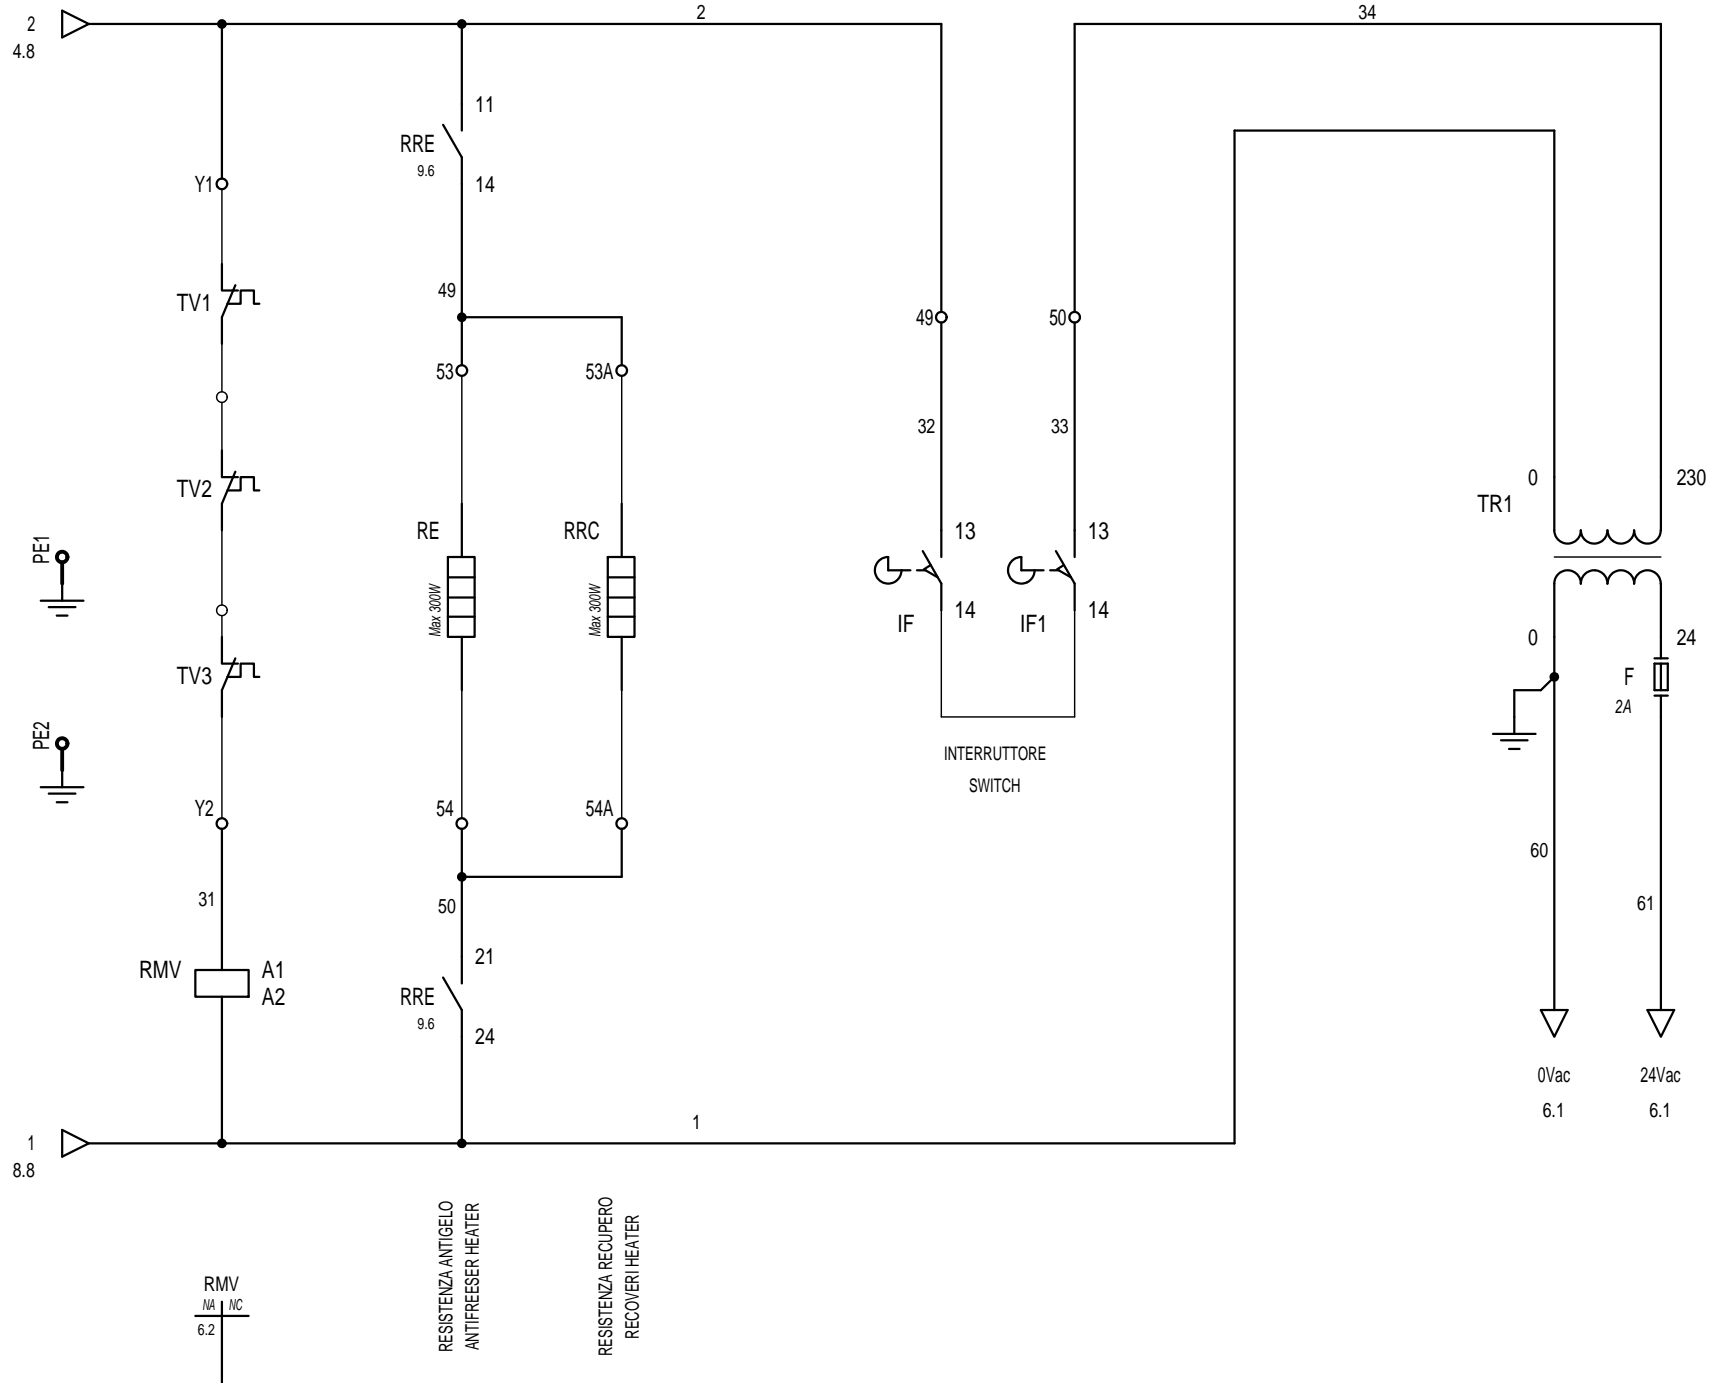 2
2
34
4.8
11
RRE
9.6
14
Y1
TV1
49
49
50
53
53A
32
33
TV2
0
230
TR1
RE
RRC
13
13
PE1
Max 300W
Max 300W
14
14
IF
IF1
0
24
TV3
F
2A
PE2
INTERRUTTORE
SWITCH
Y2
54
54A
60
31
50
61
21
RMV
A1
A2
RRE
9.6
24
0Vac
24Vac
6.1
6.1
1
1
8.8
RESISTENZA ANTIGELO
ANTIFREESER HEATER
RESISTENZA RECUPERO
RECOVERI HEATER
RMV
NA NC
6.2